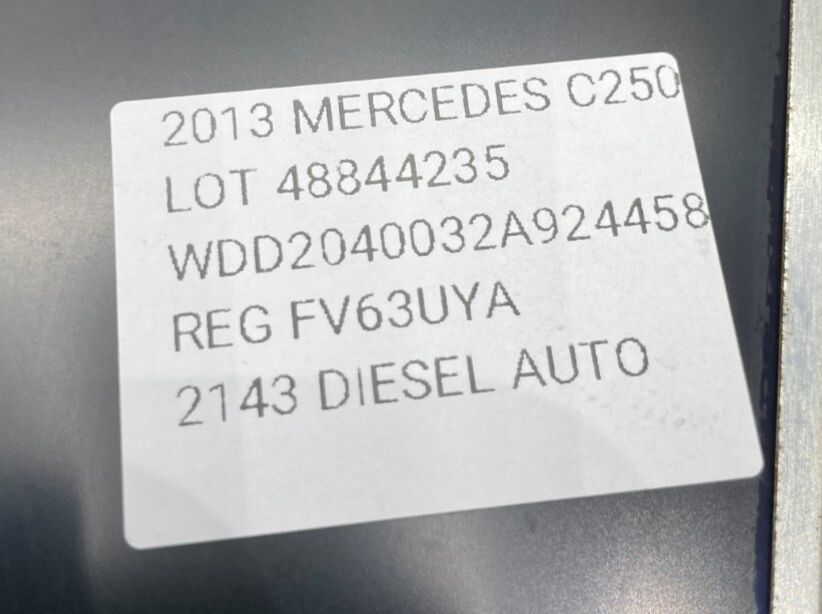 2013 MERCEDES C250
LOT 48844235
WDD2040032A924458
REG FV63UYA
2143 DIESEL AUTO